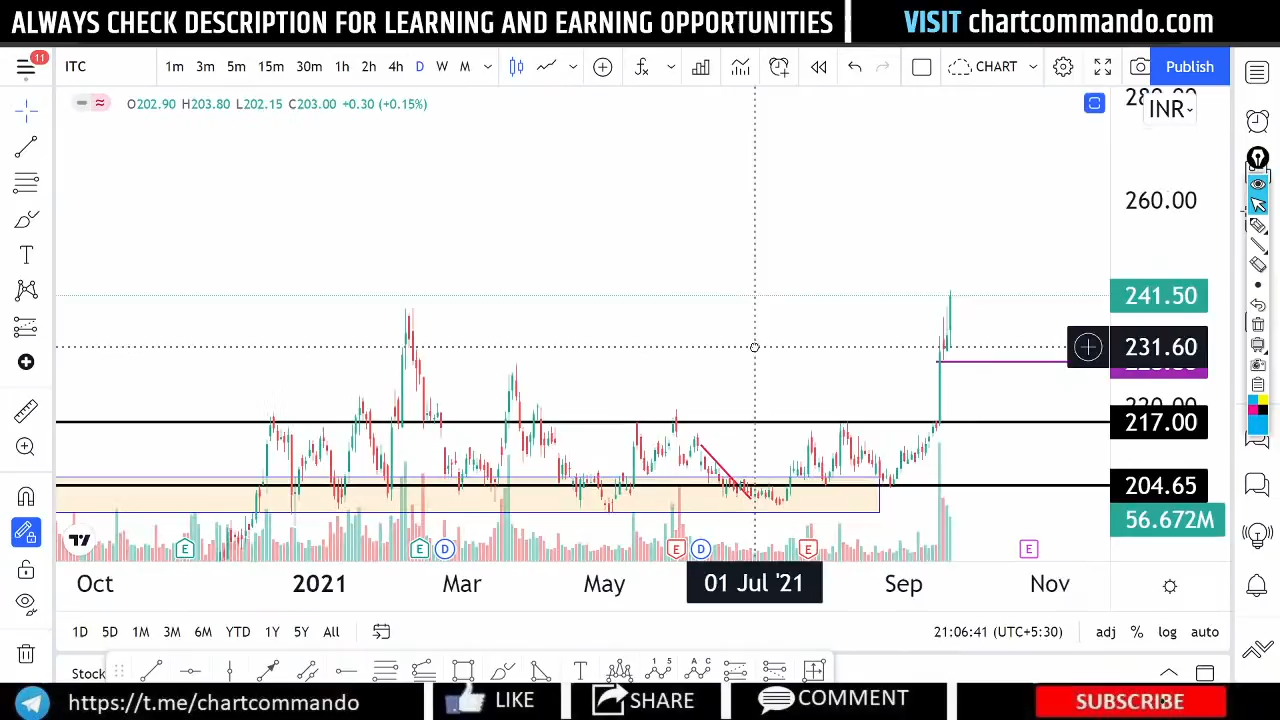 ALWAYS CHECK DESCRIPTION FOR LEARNING AND EARNING OPPORTUNITIES VISIT chartcommando.com
11
ITC 1m 3m 5m 15m 30m 1h 2h 4h D W M CHART Publish
O202.90 H203.80 L202.15 C203.00 +0.30 (+0.15%)
INR
260.00
241.50
231.60
217.00
204.65
56.672M
E E D E D E E
Oct 2021 Mar May 01 Jul '21 Sep Nov
1D 5D 1M 3M 6M YTD 1Y 5Y All 21:06:41 (UTC+5:30) adj % log auto
Stock
https://t.me/chartcommando LIKE SHARE COMMENT SUBSCRIBE